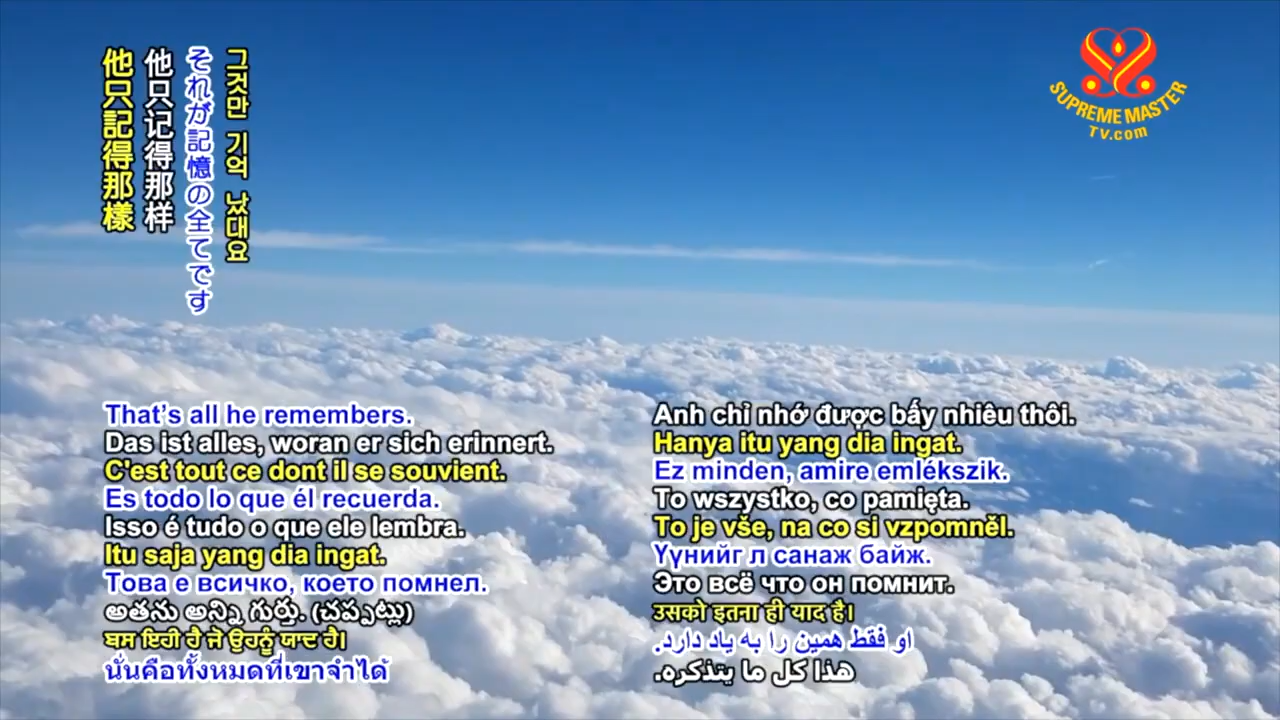 그것만 기억 났대요
それが記憶の全てです
他只记得那样
他只記得那樣
SUPREME MASTER
TV.com
That's all he remembers.
Das ist alles, woran er sich erinnert.
C'est tout ce dont il se souvient.
Es todo lo que él recuerda.
Isso é tudo o que ele lembra.
Itu saja yang dia ingat.
Това е всичко, което помнел.
అతను అన్ని గుర్తు. (చప్పట్లు)
ਬਸ ਇਹੀ ਹੈ ਜੋ ਉਹਨੂੰ ਯਾਦ ਹੈ।
นั่นคือทั้งหมดที่เขาจำได้
Anh chỉ nhớ được bấy nhiêu thôi.
Hanya itu yang dia ingat.
Ez minden, amire emlékszik.
To wszystko, co pamięta.
To je vše, na co si vzpomněl.
Үүнийг л санаж байж.
Это всё что он помнит.
उसको इतना ही याद है।
او فقط همین را به یاد دارد.
هذا كل ما يتذكره.